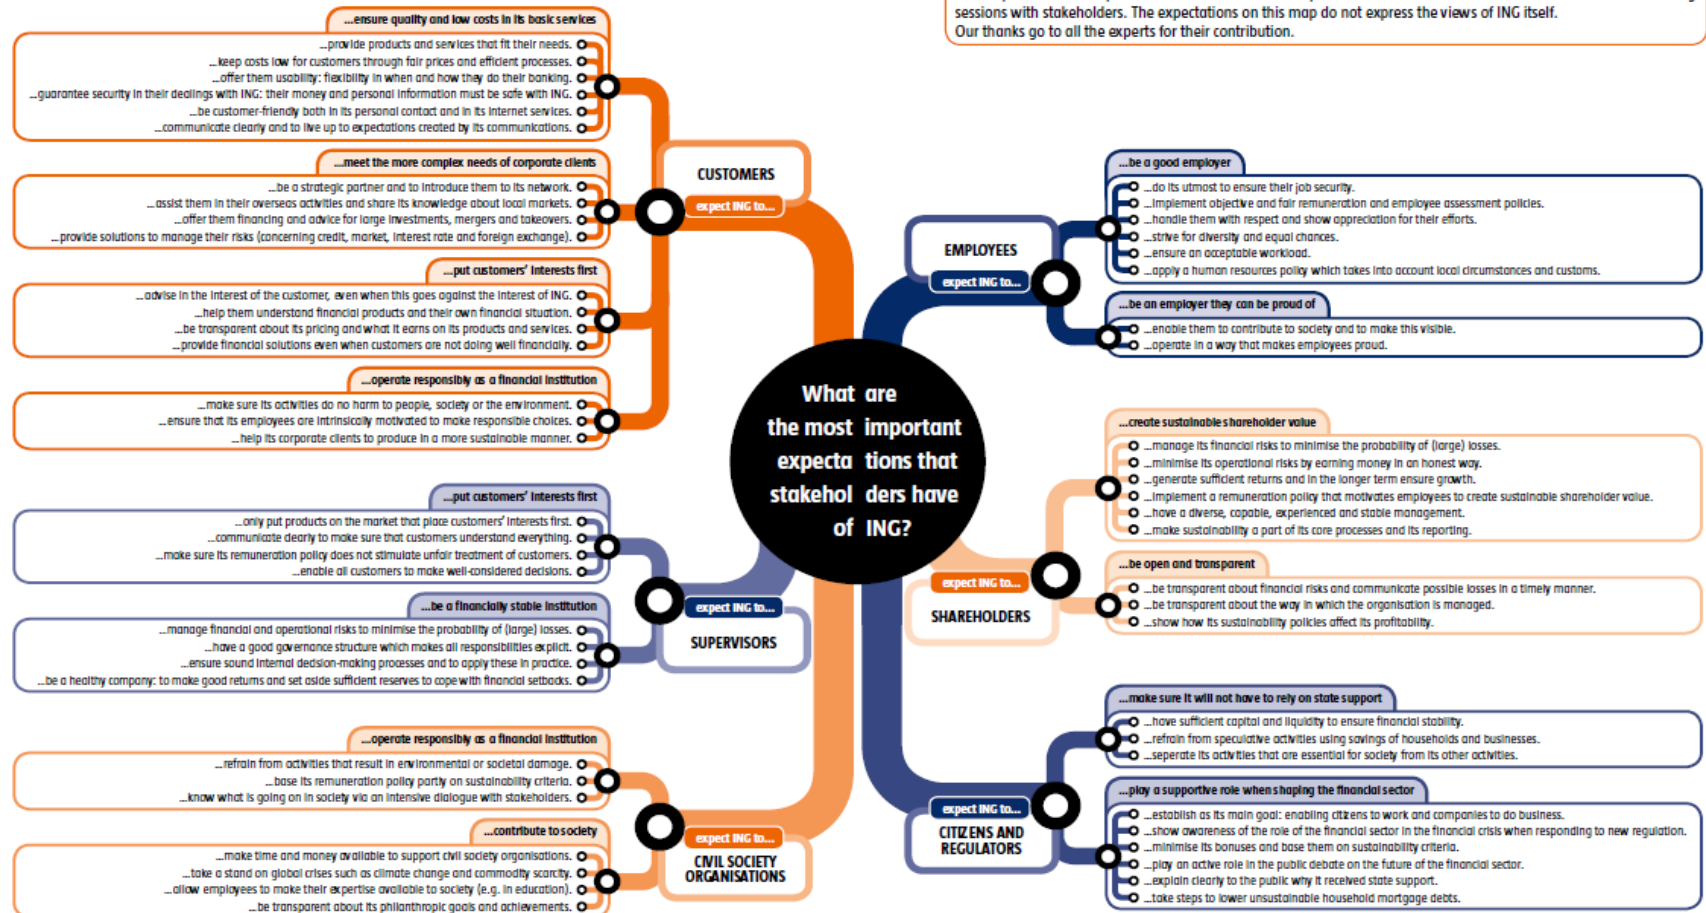 sessions with stakeholders. The expectations on this map do not express the views of ING itself.
Our thanks go to all the experts for their contribution.
What are
the most important
expecta tions that
stakehol ders have
of ING?
CUSTOMERS
expect ING to...
...ensure quality and low costs in its basic services
...provide products and services that fit their needs.
...keep costs low for customers through fair prices and efficient processes.
...offer them usability: flexibility in when and how they do their banking.
...guarantee security in their dealings with ING: their money and personal information must be safe with ING.
...be customer-friendly both in its personal contact and in its internet services.
...communicate clearly and to live up to expectations created by its communications.
...meet the more complex needs of corporate clients
...be a strategic partner and to introduce them to its network.
...assist them in their overseas activities and share its knowledge about local markets.
...offer them financing and advice for large investments, mergers and takeovers.
...provide solutions to manage their risks (concerning credit, market, interest rate and foreign exchange).
...put customers' interests first
...advise in the interest of the customer, even when this goes against the interest of ING.
...help them understand financial products and their own financial situation.
...be transparent about its pricing and what it earns on its products and services.
...provide financial solutions even when customers are not doing well financially.
...operate responsibly as a financial institution
...make sure its activities do no harm to people, society or the environment.
...ensure that its employees are intrinsically motivated to make responsible choices.
...help its corporate clients to produce in a more sustainable manner.
expect ING to...
SUPERVISORS
...put customers' interests first
...only put products on the market that place customers' interests first.
...communicate clearly to make sure that customers understand everything.
...make sure its remuneration policy does not stimulate unfair treatment of customers.
...enable all customers to make well-considered decisions.
...be a financially stable institution
...manage financial and operational risks to minimise the probability of (large) losses.
...have a good governance structure which makes all responsibilities explicit.
...ensure sound internal decision-making processes and to apply these in practice.
...be a healthy company: to make good returns and set aside sufficient reserves to cope with financial setbacks.
expect ING to...
CIVIL SOCIETY
ORGANISATIONS
...operate responsibly as a financial institution
...refrain from activities that result in environmental or societal damage.
...base its remuneration policy partly on sustainability criteria.
...know what is going on in society via an intensive dialogue with stakeholders.
...contribute to society
...make time and money available to support civil society organisations.
...take a stand on global crises such as climate change and commodity scarcity.
...allow employees to make their expertise available to society (e.g. in education).
...be transparent about its philanthropic goals and achievements.
EMPLOYEES
expect ING to...
...be a good employer
...do its utmost to ensure their job security.
...implement objective and fair remuneration and employee assessment policies.
...handle them with respect and show appreciation for their efforts.
...strive for diversity and equal chances.
...ensure an acceptable workload.
...apply a human resources policy which takes into account local circumstances and customs.
...be an employer they can be proud of
...enable them to contribute to society and to make this visible.
...operate in a way that makes employees proud.
expect ING to...
SHAREHOLDERS
...create sustainable shareholder value
...manage its financial risks to minimise the probability of (large) losses.
...minimise its operational risks by earning money in an honest way.
...generate sufficient returns and in the longer term ensure growth.
...implement a remuneration policy that motivates employees to create sustainable shareholder value.
...have a diverse, capable, experienced and stable management.
...make sustainability a part of its core processes and its reporting.
...be open and transparent
...be transparent about financial risks and communicate possible losses in a timely manner.
...be transparent about the way in which the organisation is managed.
...show how its sustainability policies affect its profitability.
expect ING to...
CITIZENS AND
REGULATORS
...make sure it will not have to rely on state support
...have sufficient capital and liquidity to ensure financial stability.
...refrain from speculative activities using savings of households and businesses.
...seperate its activities that are essential for society from its other activities.
...play a supportive role when shaping the financial sector
...establish as its main goal: enabling citizens to work and companies to do business.
...show awareness of the role of the financial sector in the financial crisis when responding to new regulation.
...minimise its bonuses and base them on sustainability criteria.
...play an active role in the public debate on the future of the financial sector.
...explain clearly to the public why it received state support.
...take steps to lower unsustainable household mortgage debts.